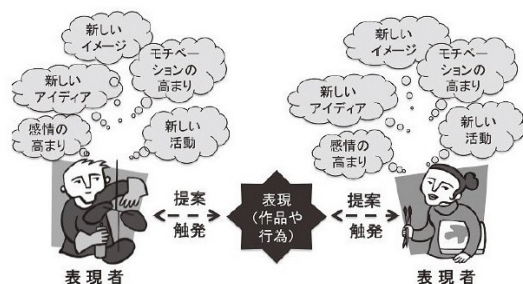 新しい
イメージ
モチベー
ションの
高まり
新しい
アイディア
感情の
高まり
新しい
活動
新しい
イメージ
モチベー
ションの
高まり
新しい
アイディア
感情の
高まり
新しい
活動
提案
触発
表現
(作品や
行為)
提案
触発
表現者
表現者